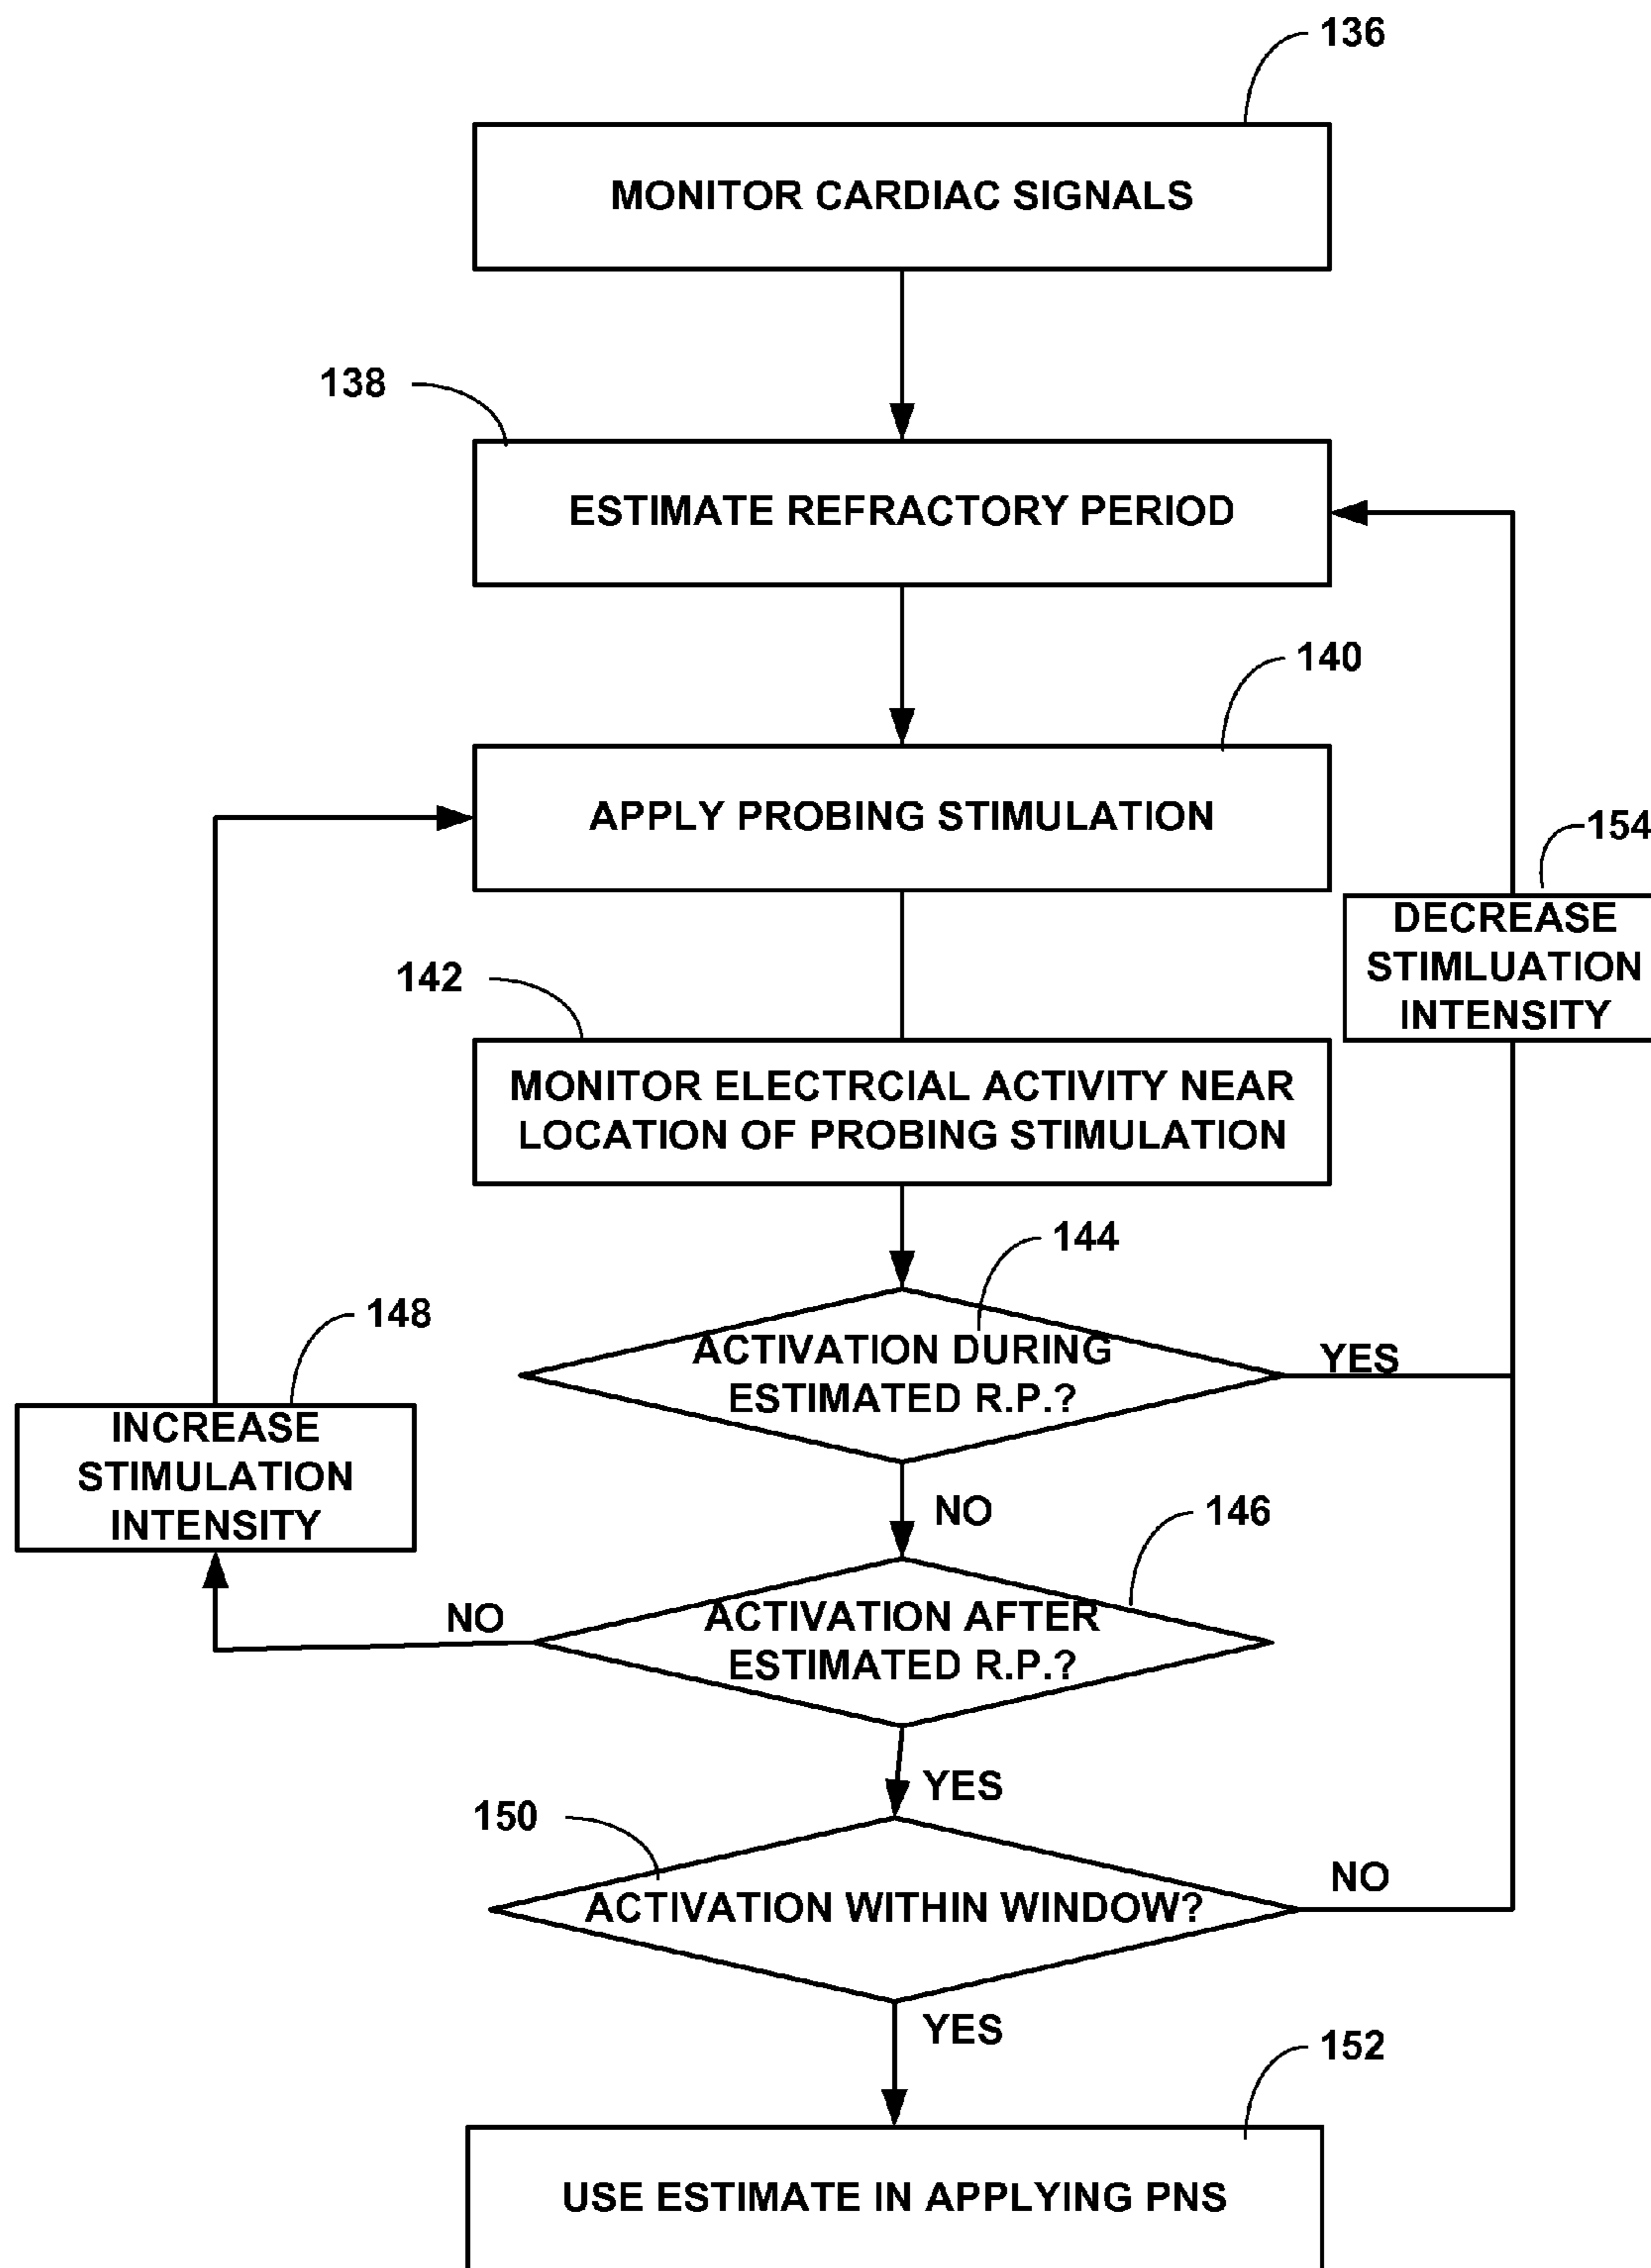 136
MONITOR CARDIAC SIGNALS
138
ESTIMATE REFRACTORY PERIOD
140
APPLY PROBING STIMULATION
154
DECREASE
STIMLUATION
INTENSITY
142
MONITOR ELECTRCIAL ACTIVITY NEAR
LOCATION OF PROBING STIMULATION
144
ACTIVATION DURING
ESTIMATED R.P.?
YES
148
INCREASE
STIMULATION
INTENSITY
NO
146
ACTIVATION AFTER
ESTIMATED R.P.?
NO
YES
150
ACTIVATION WITHIN WINDOW?
NO
YES
152
USE ESTIMATE IN APPLYING PNS